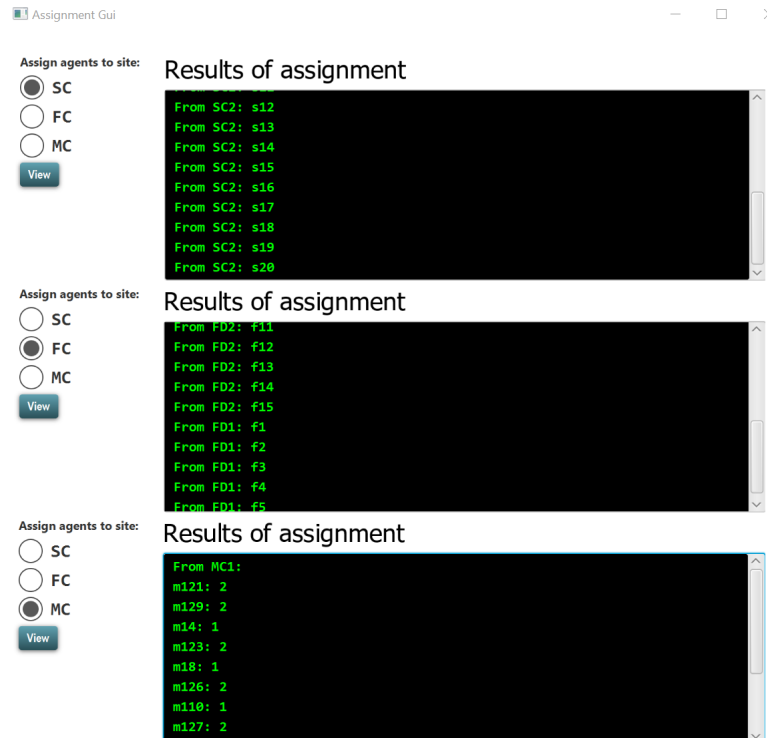 Assignment Gui
Assign agents to site:
SC
FC
MC
View
Results of assignment
From SC2: s12
From SC2: s13
From SC2: s14
From SC2: s15
From SC2: s16
From SC2: s17
From SC2: s18
From SC2: s19
From SC2: s20
Assign agents to site:
SC
FC
MC
View
Results of assignment
From FD2: f11
From FD2: f12
From FD2: f13
From FD2: f14
From FD2: f15
From FD1: f1
From FD1: f2
From FD1: f3
From FD1: f4
From FD1: f5
Assign agents to site:
SC
FC
MC
View
Results of assignment
From MC1:
m121: 2
m129: 2
m14: 1
m123: 2
m18: 1
m126: 2
m110: 1
m127: 2